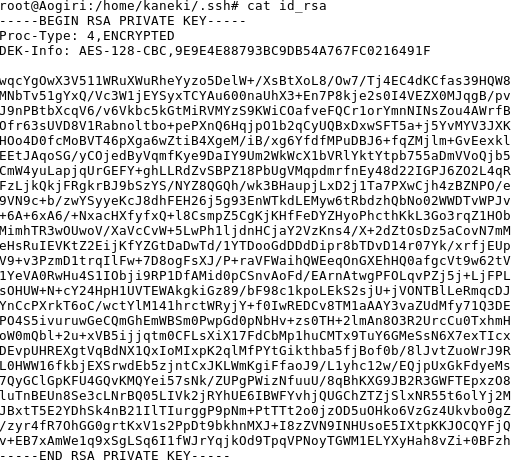 root@Aogiri:/home/kaneki/.ssh# cat id_rsa
-----BEGIN RSA PRIVATE KEY-----
Proc-Type: 4,ENCRYPTED
DEK-Info: AES-128-CBC,9E9E4E88793BC9DB54A767FC0216491F
wqcYgOwX3V511WRuXWuRheYyzo5DelW+/XsBtXoL8/Ow7/Tj4EC4dKCfas39HQW8
MNbTv51gYxQ/Vc3W1jEYSyxTCYAu600naUhX3+En7P8kje2s0I4VEZX0MJqgB/pv
J9nPBtbXcqV6/v6Vkbc5kGtMiRVMYzS9KWiCOafveFQCr1orYmnNINsZou4AWrfB
Ofr63sUVD8V1Rabnoltbo+pePXnQ6HqjpO1b2qCyUQBxDxwSFT5a+j5YvMYV3JXK
HOo4D0fcMoBVT46pXga6wZtiB4XgeM/iB/xg6YfdfMPuDBJ6+fqZMjlm+GvEexkl
EEtJAqoSG/yCOjedByVqmfKye9DaIY9Um2WkWcX1bVRlYktYtpb755aDmVVoQjb5
CmW4yuLapjqUrGEFY+ghLLRdZvSBPZ18PbUgVMqpdmrfnEy48d22IGPJ6ZO2L4qR
FzLjkQkjFRgkrBJ9bSzYS/NYZ8QGQh/wk3BHaupjLxD2j1Ta7PXwCjh4zBZNPO/e
9VN9c+b/zwYSyyeKcJ8dhFEH26j5g93EnWTkdLEMyw6tRbdzhQbNo02WWDTvWPJv
+6A+6xA6/+NxacHXfyfxQ+l8CsmpZ5CgKjKHfFeDYZHyoPhcthKkL3Go3rqZ1HOb
MimhTR3wOUwoV/XaVcCvW+5LwPh1ljdnHCjaY2VzKns4/X+2dZtOsDz5aCovN7mM
eHsRuIEVKtZ2EijKfYZGtDaDwTd/1YTDooGdDDdDipr8bTDvD14r07Yk/xrfjEUp
V9+v3PzmD1trqIlFw+7D8ogFsXJ/P+raVFWaihQWEeqOnGXEhHQ0afgcVt9w62tV
1YeVA0RwHu4S1IObji9RP1DfAMid0pCSnvAoFd/EArnAtwgPFOLqvPZj5j+LjFPL
sOHUW+N+cY24HpH1UVTEWAkgkiGz89/bF98c1kpoLEkS2sjU+jVONTBlLeRmqcDJ
YnCcPXrkT6oC/wctYlM141hrctWRyjY+f0IwREDCv8TM1aAAY3vaZUdMfy71Q3DE
PO4S5ivuruwGeCQmGhEmWBSm0PwpGd0pNbHv+zs0TH+2lmAn8O3R2UrcCu0TxhmH
oW0mQbl+2u+xVB5ijjqtm0CFLsXiX17FdCbMp1huCMTx9TuY6GMeSsN6X7exTIcx
DEvpUHREXgtVqBdNX1QxIoMIxpK2qlMfPYtGikthba5fjBof0b/8lJvtZuoWrJ9R
L0HWW16fkbjEXSrwdEb5zjntCxJKLWmKgiFfaoJ9/L1yhc12w/EQjpUxGkFdyeMs
7QyGClGpKFU4GQvKMQYei57sNk/ZUPgPWizNfuuU/8qBhKXG9JB2R3GWFTEpxzO8
luTnBEUn8Se3cLNrBQ05LIVk2jRYhUE6IBWFYvhjQUGChZTZjSlxNR55t6olYj2M
JBxtT5E2YDhSk4nB21IlTIurggP9pNm+PtTTt2o0jzOD5uOHko6VzGz4Ukvbo0gZ
/zyr4fR7OhGG0grtKxV1s2PpDt9bkhnMXJ+I8zZVN9INHUsoE5IXtpKKJOCQYFjQ
v+EB7xAmWe1q9xSgLSq6I1fWJrYqjkOd9TpqVPNoyTGWM1ELYXyHah8vZi+0BFzh
-----END RSA PRIVATE KEY-----